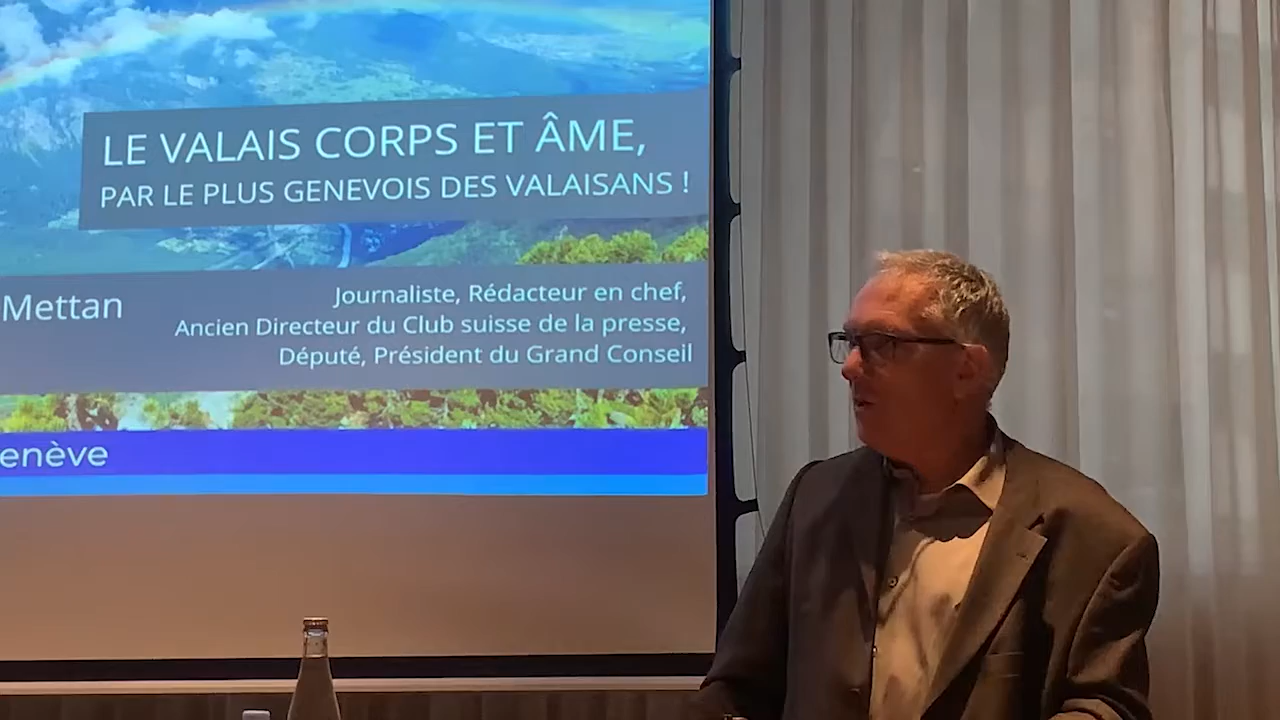 LE VALAIS CORPS ET ÂME,
PAR LE PLUS GENEVOIS DES VALAISANS !
Mettan
Journaliste, Rédacteur en chef,
Ancien Directeur du Club suisse de la presse,
Député, Président du Grand Conseil
enève